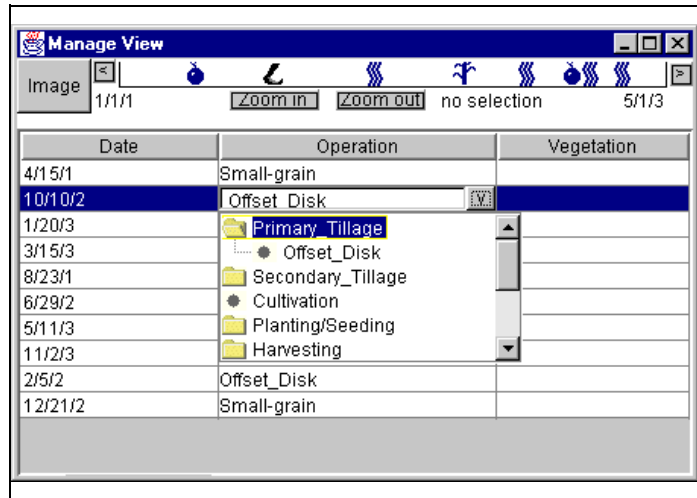 Manage View
Image < >
1/1/1 Zoom in Zoom out no selection 5/1/3
Date Operation Vegetation
4/15/1 Small-grain
10/10/2 Offset_Disk V
1/20/3 Primary_Tillage
3/15/3 Offset_Disk
8/23/1 Secondary_Tillage
6/29/2 Cultivation
5/11/3 Planting/Seeding
11/2/3 Harvesting
2/5/2 Offset_Disk
12/21/2 Small-grain